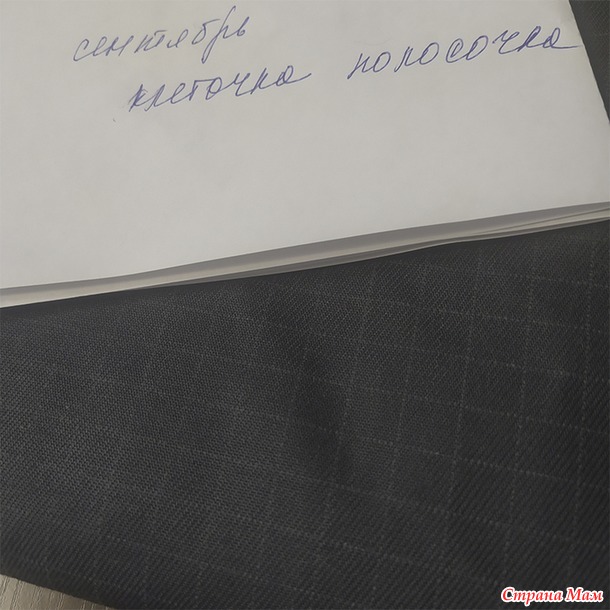 сентябрь
клеточка полосочка
Страна Мам